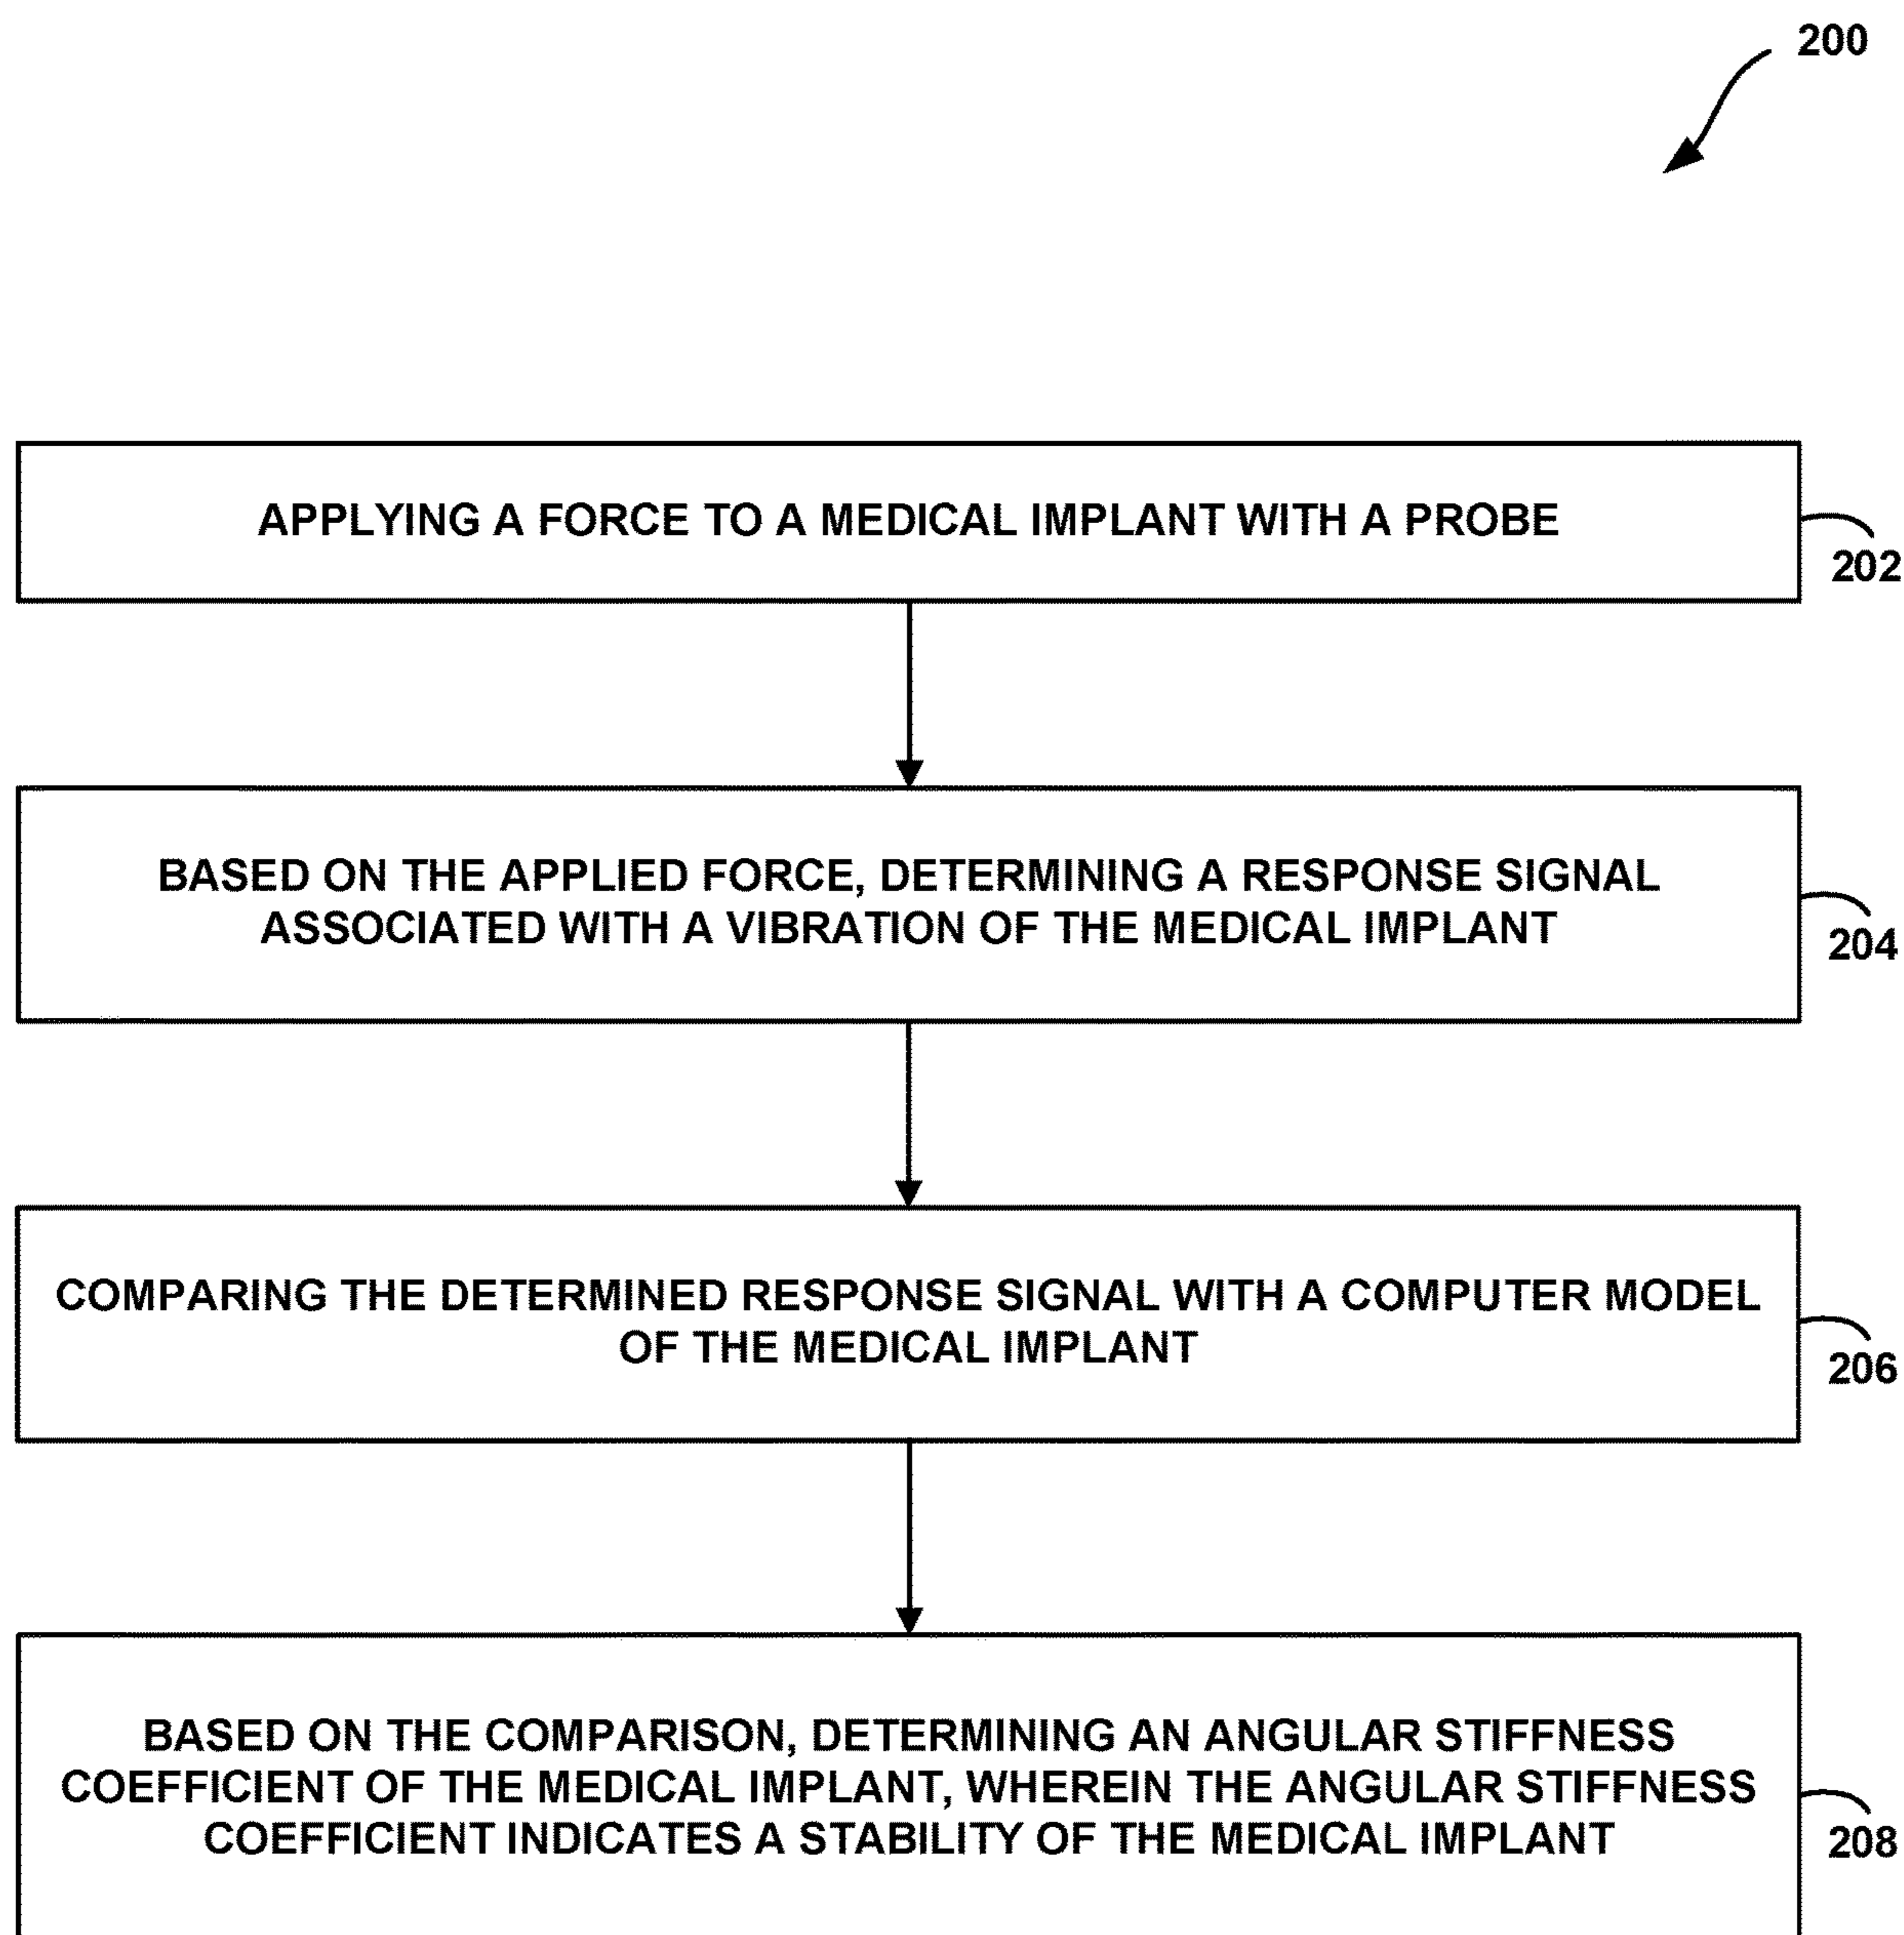 200
APPLYING A FORCE TO A MEDICAL IMPLANT WITH A PROBE
202
BASED ON THE APPLIED FORCE, DETERMINING A RESPONSE SIGNAL
ASSOCIATED WITH A VIBRATION OF THE MEDICAL IMPLANT
204
COMPARING THE DETERMINED RESPONSE SIGNAL WITH A COMPUTER MODEL
OF THE MEDICAL IMPLANT
206
BASED ON THE COMPARISON, DETERMINING AN ANGULAR STIFFNESS
COEFFICIENT OF THE MEDICAL IMPLANT, WHEREIN THE ANGULAR STIFFNESS
COEFFICIENT INDICATES A STABILITY OF THE MEDICAL IMPLANT
208